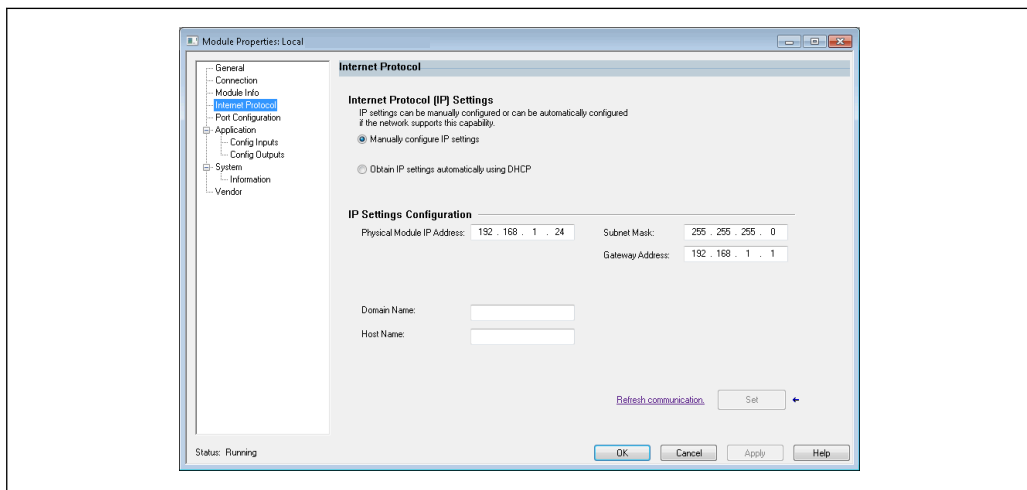 Module Properties: Local
General
Connection
Module Info
Internet Protocol
Port Configuration
Application
Config Inputs
Config Outputs
System
Information
Vendor
Internet Protocol
Internet Protocol (IP) Settings
IP settings can be manually configured or can be automatically configured
if the network supports this capability.
Manually configure IP settings
Obtain IP settings automatically using DHCP
IP Settings Configuration
Physical Module IP Address: 192 . 168 . 1 . 24
Subnet Mask: 255 . 255 . 255 . 0
Gateway Address: 192 . 168 . 1 . 1
Domain Name:
Host Name:
Refresh communication. Set
Status: Running
OK Cancel Apply Help